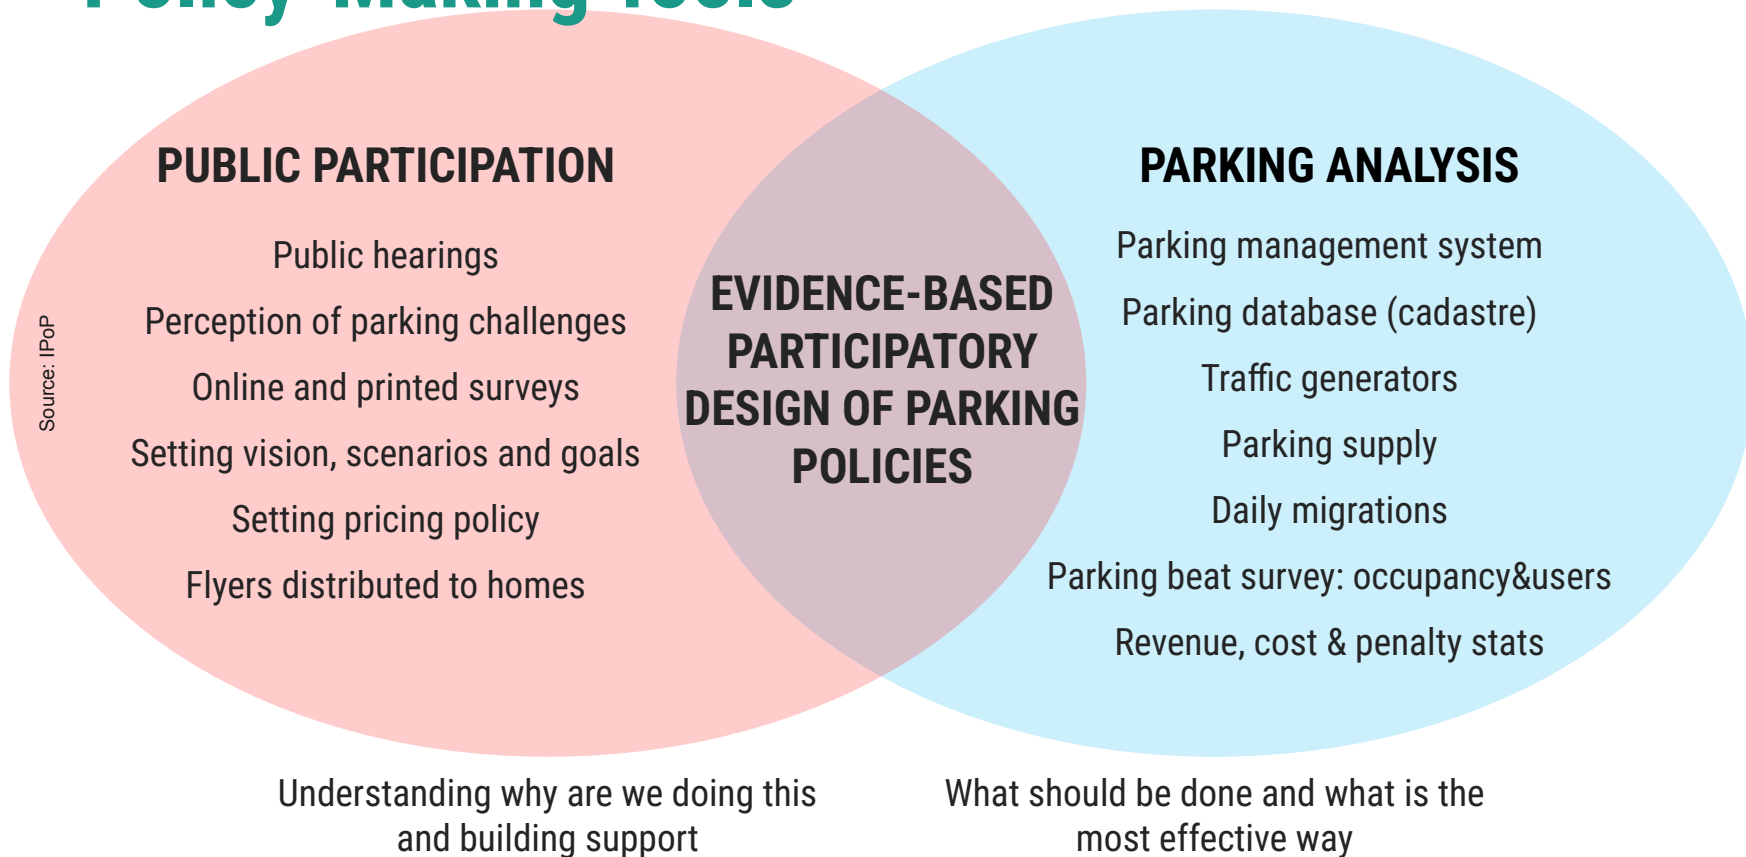 Policy-Making Tools
PUBLIC PARTICIPATION
Public hearings
Perception of parking challenges
Online and printed surveys
Setting vision, scenarios and goals
Setting pricing policy
Flyers distributed to homes
Source: IPoP
EVIDENCE-BASED
PARTICIPATORY
DESIGN OF PARKING
POLICIES
PARKING ANALYSIS
Parking management system
Parking database (cadastre)
Traffic generators
Parking supply
Daily migrations
Parking beat survey: occupancy&users
Revenue, cost & penalty stats
Understanding why are we doing this
and building support
What should be done and what is the
most effective way